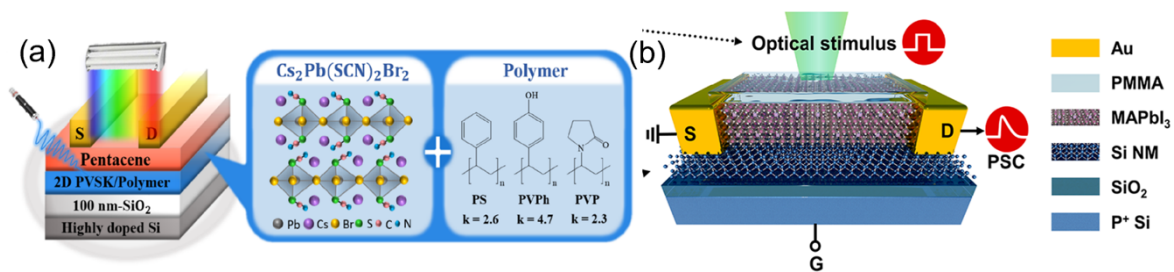 (a)
S
D
Pentacene
2D PVSK/Polymer
100 nm-SiO₂
Highly doped Si
Cs₂Pb(SCN)₂Br₂
Pb Cs Br S C N
+
Polymer
OH
N
O
n
n
n
PS
PVPh
PVP
k = 2.6
k = 4.7
k = 2.3
(b)
Optical stimulus
S
D
PSC
G
Au
PMMA
MAPbI₃
Si NM
SiO₂
P⁺ Si